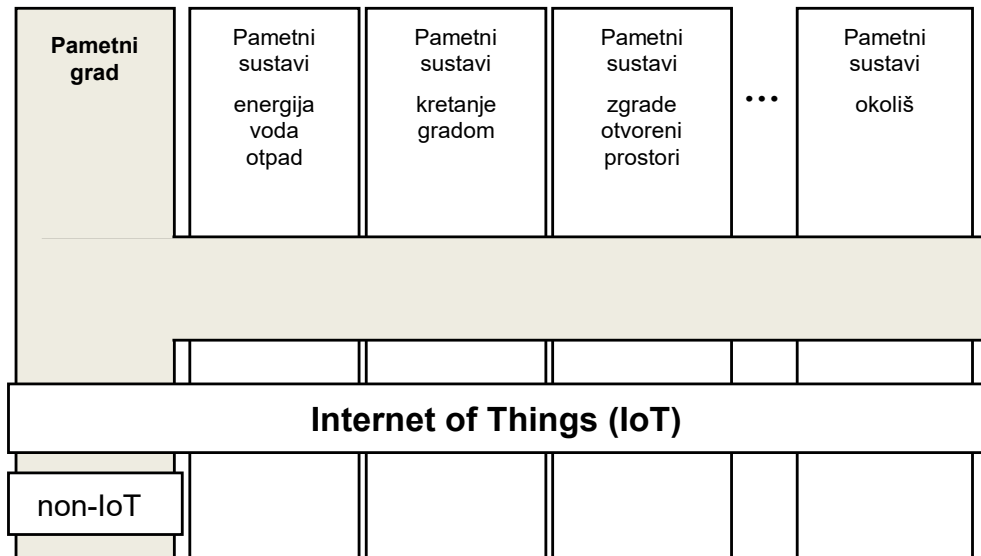 Pametni
grad
Pametni
sustavi
energija
voda
otpad
Pametni
sustavi
kretanje
gradom
Pametni
sustavi
zgrade
otvoreni
prostori
...
Pametni
sustavi
okoliš
Internet of Things (IoT)
non-IoT